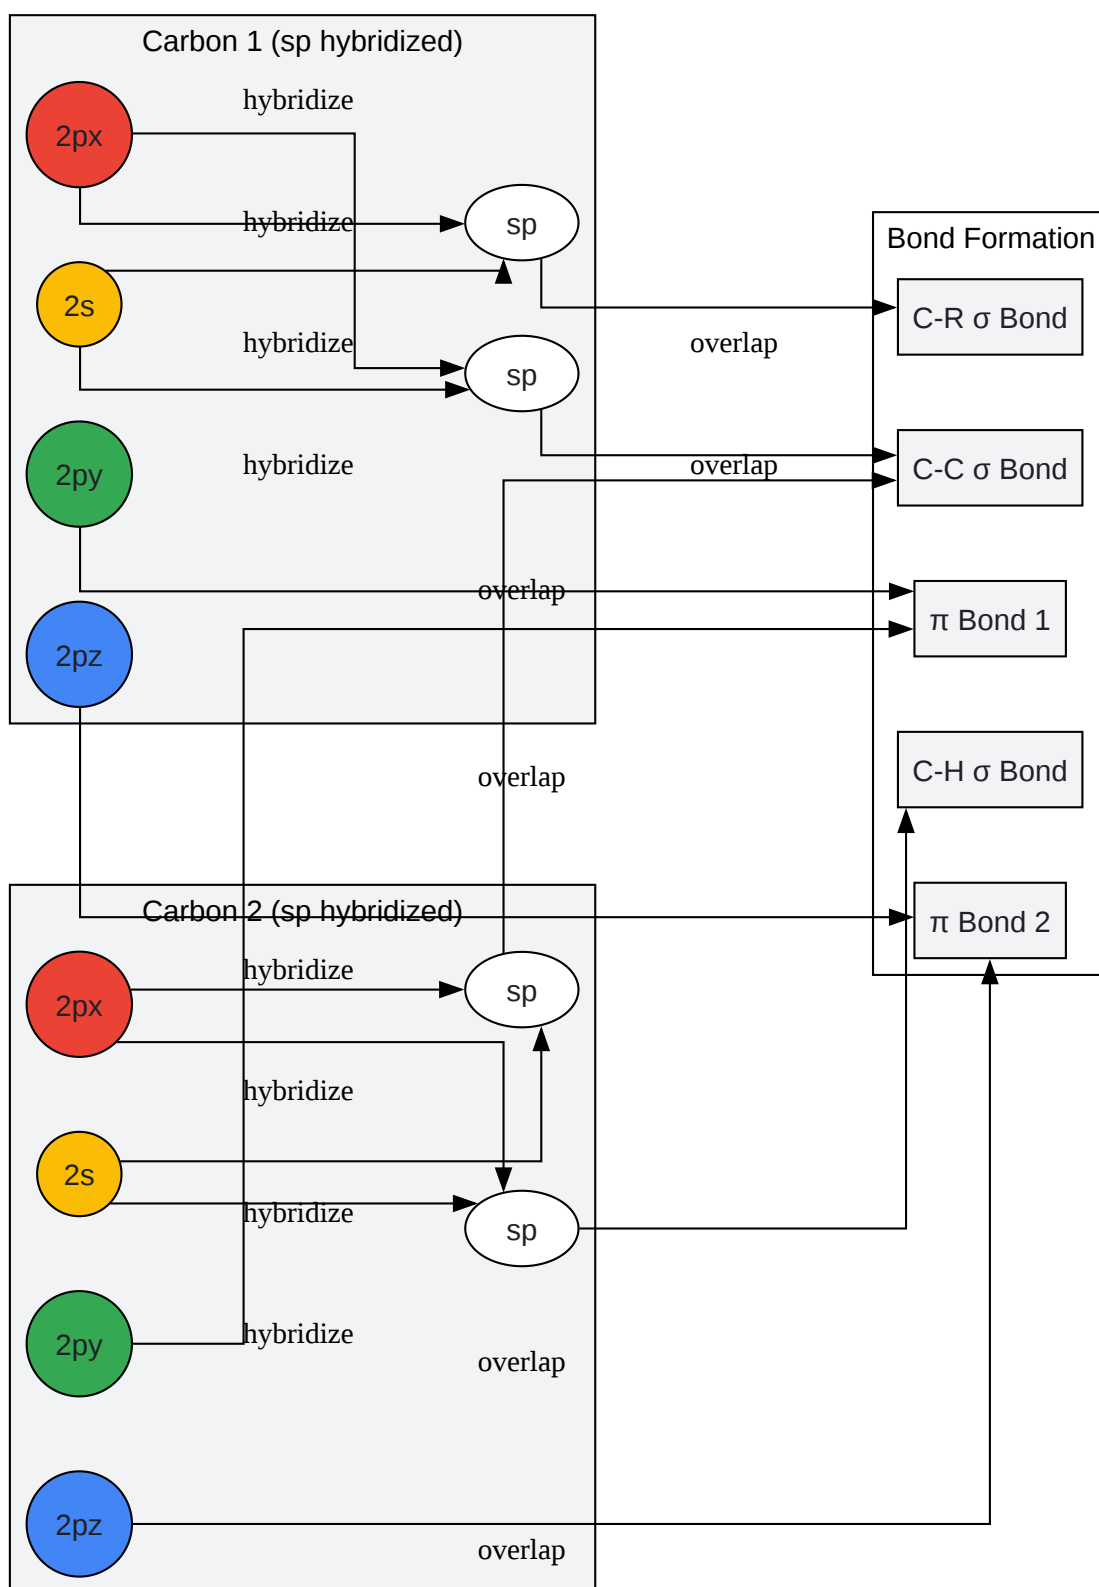 Carbon 1 (sp hybridized)
hybridize
2px
hybridize
sp
Bond Formation
2s
C-R σ Bond
hybridize
overlap
sp
2py
hybridize
overlap
C-C σ Bond
overlap
π Bond 1
2pz
overlap
C-H σ Bond
Carbon 2 (sp hybridized)
π Bond 2
hybridize
2px
sp
hybridize
2s
hybridize
sp
2py
hybridize
overlap
2pz
overlap